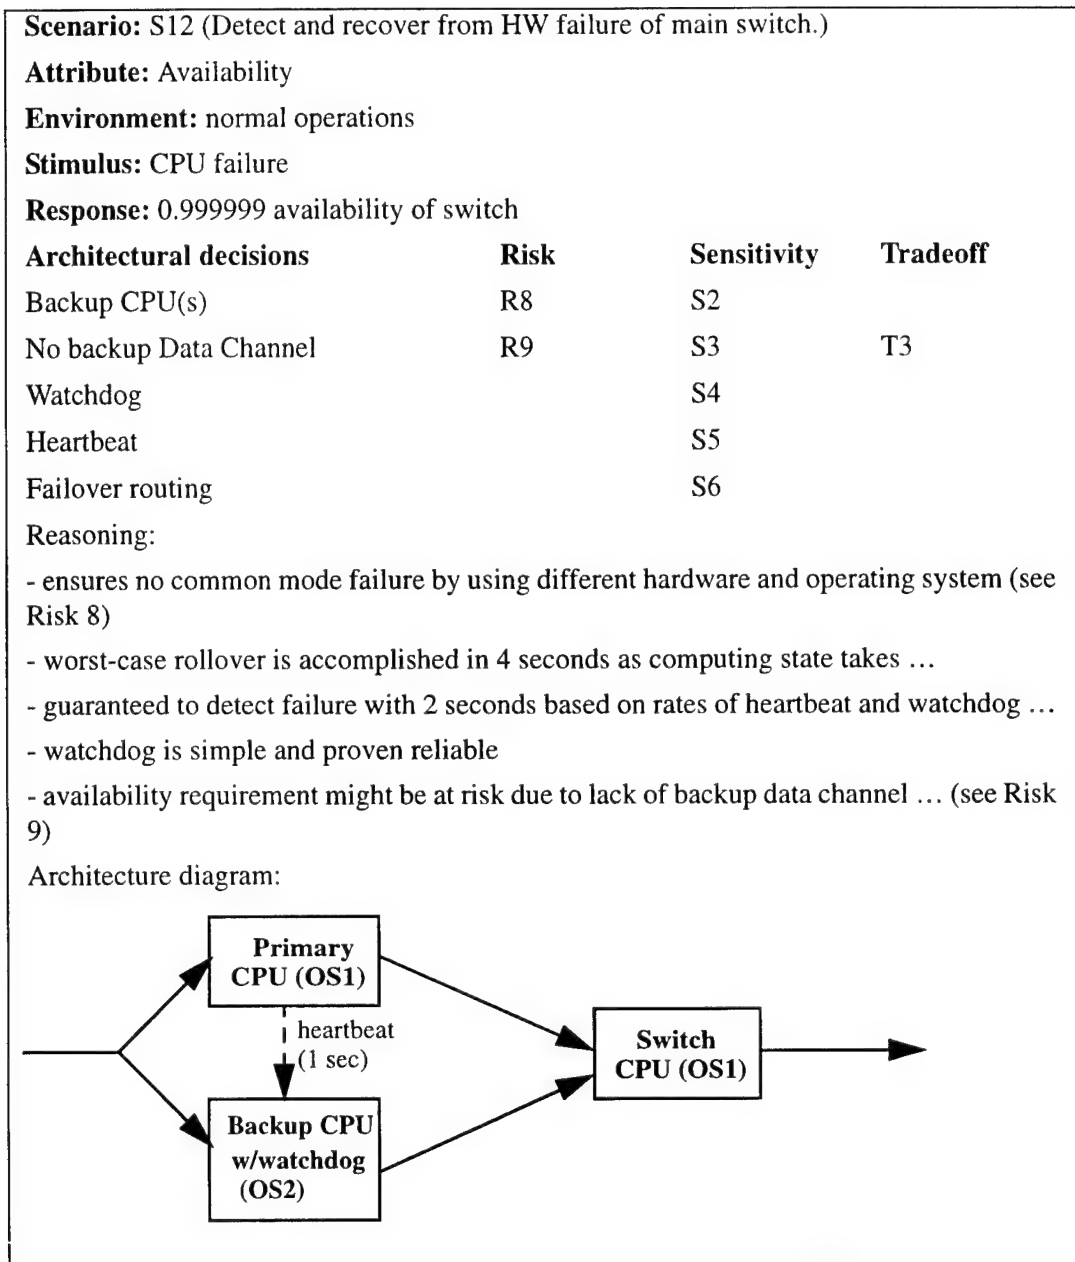 Scenario: S12 (Detect and recover from HW failure of main switch.)
Attribute: Availability
Environment: normal operations
Stimulus: CPU failure
Response: 0.999999 availability of switch
Architectural decisions Risk Sensitivity Tradeoff
Backup CPU(s) R8 S2
No backup Data Channel R9 S3 T3
Watchdog S4
Heartbeat S5
Failover routing S6
Reasoning:
- ensures no common mode failure by using different hardware and operating system (see
Risk 8)
- worst-case rollover is accomplished in 4 seconds as computing state takes …
- guaranteed to detect failure with 2 seconds based on rates of heartbeat and watchdog …
- watchdog is simple and proven reliable
- availability requirement might be at risk due to lack of backup data channel … (see Risk
9)
Architecture diagram:
Primary
CPU (OS1)
heartbeat
(1 sec)
Switch
CPU (OS1)
Backup CPU
w/watchdog
(OS2)